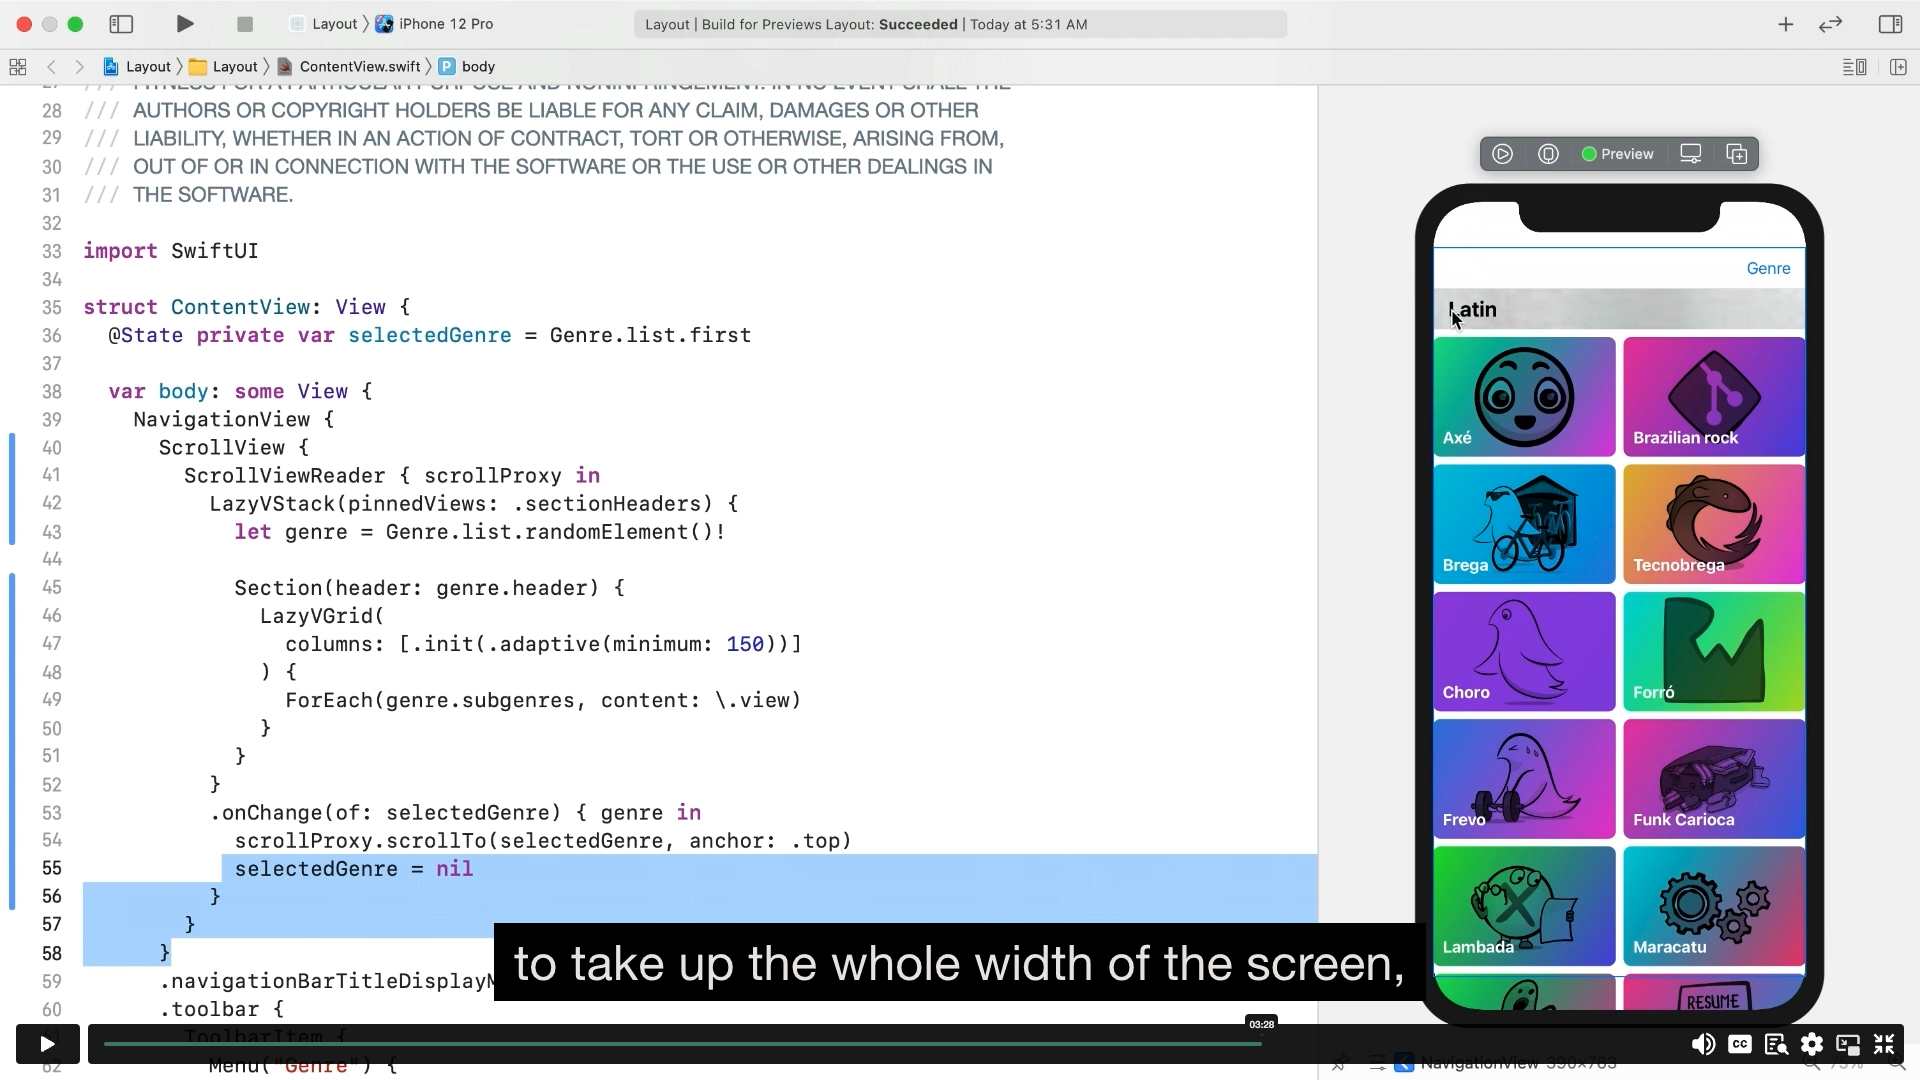 Layout
iPhone 12 Pro
Layout | Build for Previews Layout: Succeeded | Today at 5:31 AM
Layout
Layout
ContentView.swift
P
body
28 /// AUTHORS OR COPYRIGHT HOLDERS BE LIABLE FOR ANY CLAIM, DAMAGES OR OTHER
29 /// LIABILITY, WHETHER IN AN ACTION OF CONTRACT, TORT OR OTHERWISE, ARISING FROM,
30 /// OUT OF OR IN CONNECTION WITH THE SOFTWARE OR THE USE OR OTHER DEALINGS IN
31 /// THE SOFTWARE.
32
33 import SwiftUI
34
35 struct ContentView: View {
36 @State private var selectedGenre = Genre.list.first
37
38 var body: some View {
39 NavigationView {
40 ScrollView {
41 ScrollViewReader { scrollProxy in
42 LazyVStack(pinnedViews: .sectionHeaders) {
43 let genre = Genre.list.randomElement()!
44
45 Section(header: genre.header) {
46 LazyVGrid(
47 columns: [.init(.adaptive(minimum: 150))]
48 ) {
49 ForEach(genre.subgenres, content: \.view)
50 }
51 }
52 }
53 .onChange(of: selectedGenre) { genre in
54 scrollProxy.scrollTo(selectedGenre, anchor: .top)
55 selectedGenre = nil
56 }
57 }
58 }
59 .navigationBarTitleDisplayM
60 .toolbar {
ToolbarItem {
62 Menu("Genre") {
Preview
Genre
Latin
Axé
Brazilian rock
Brega
Tecnobrega
Choro
Forró
Frevo
Funk Carioca
Lambada
Maracatu
RESUME
to take up the whole width of the screen,
03:28
CC
NavigationView 390×763
75%